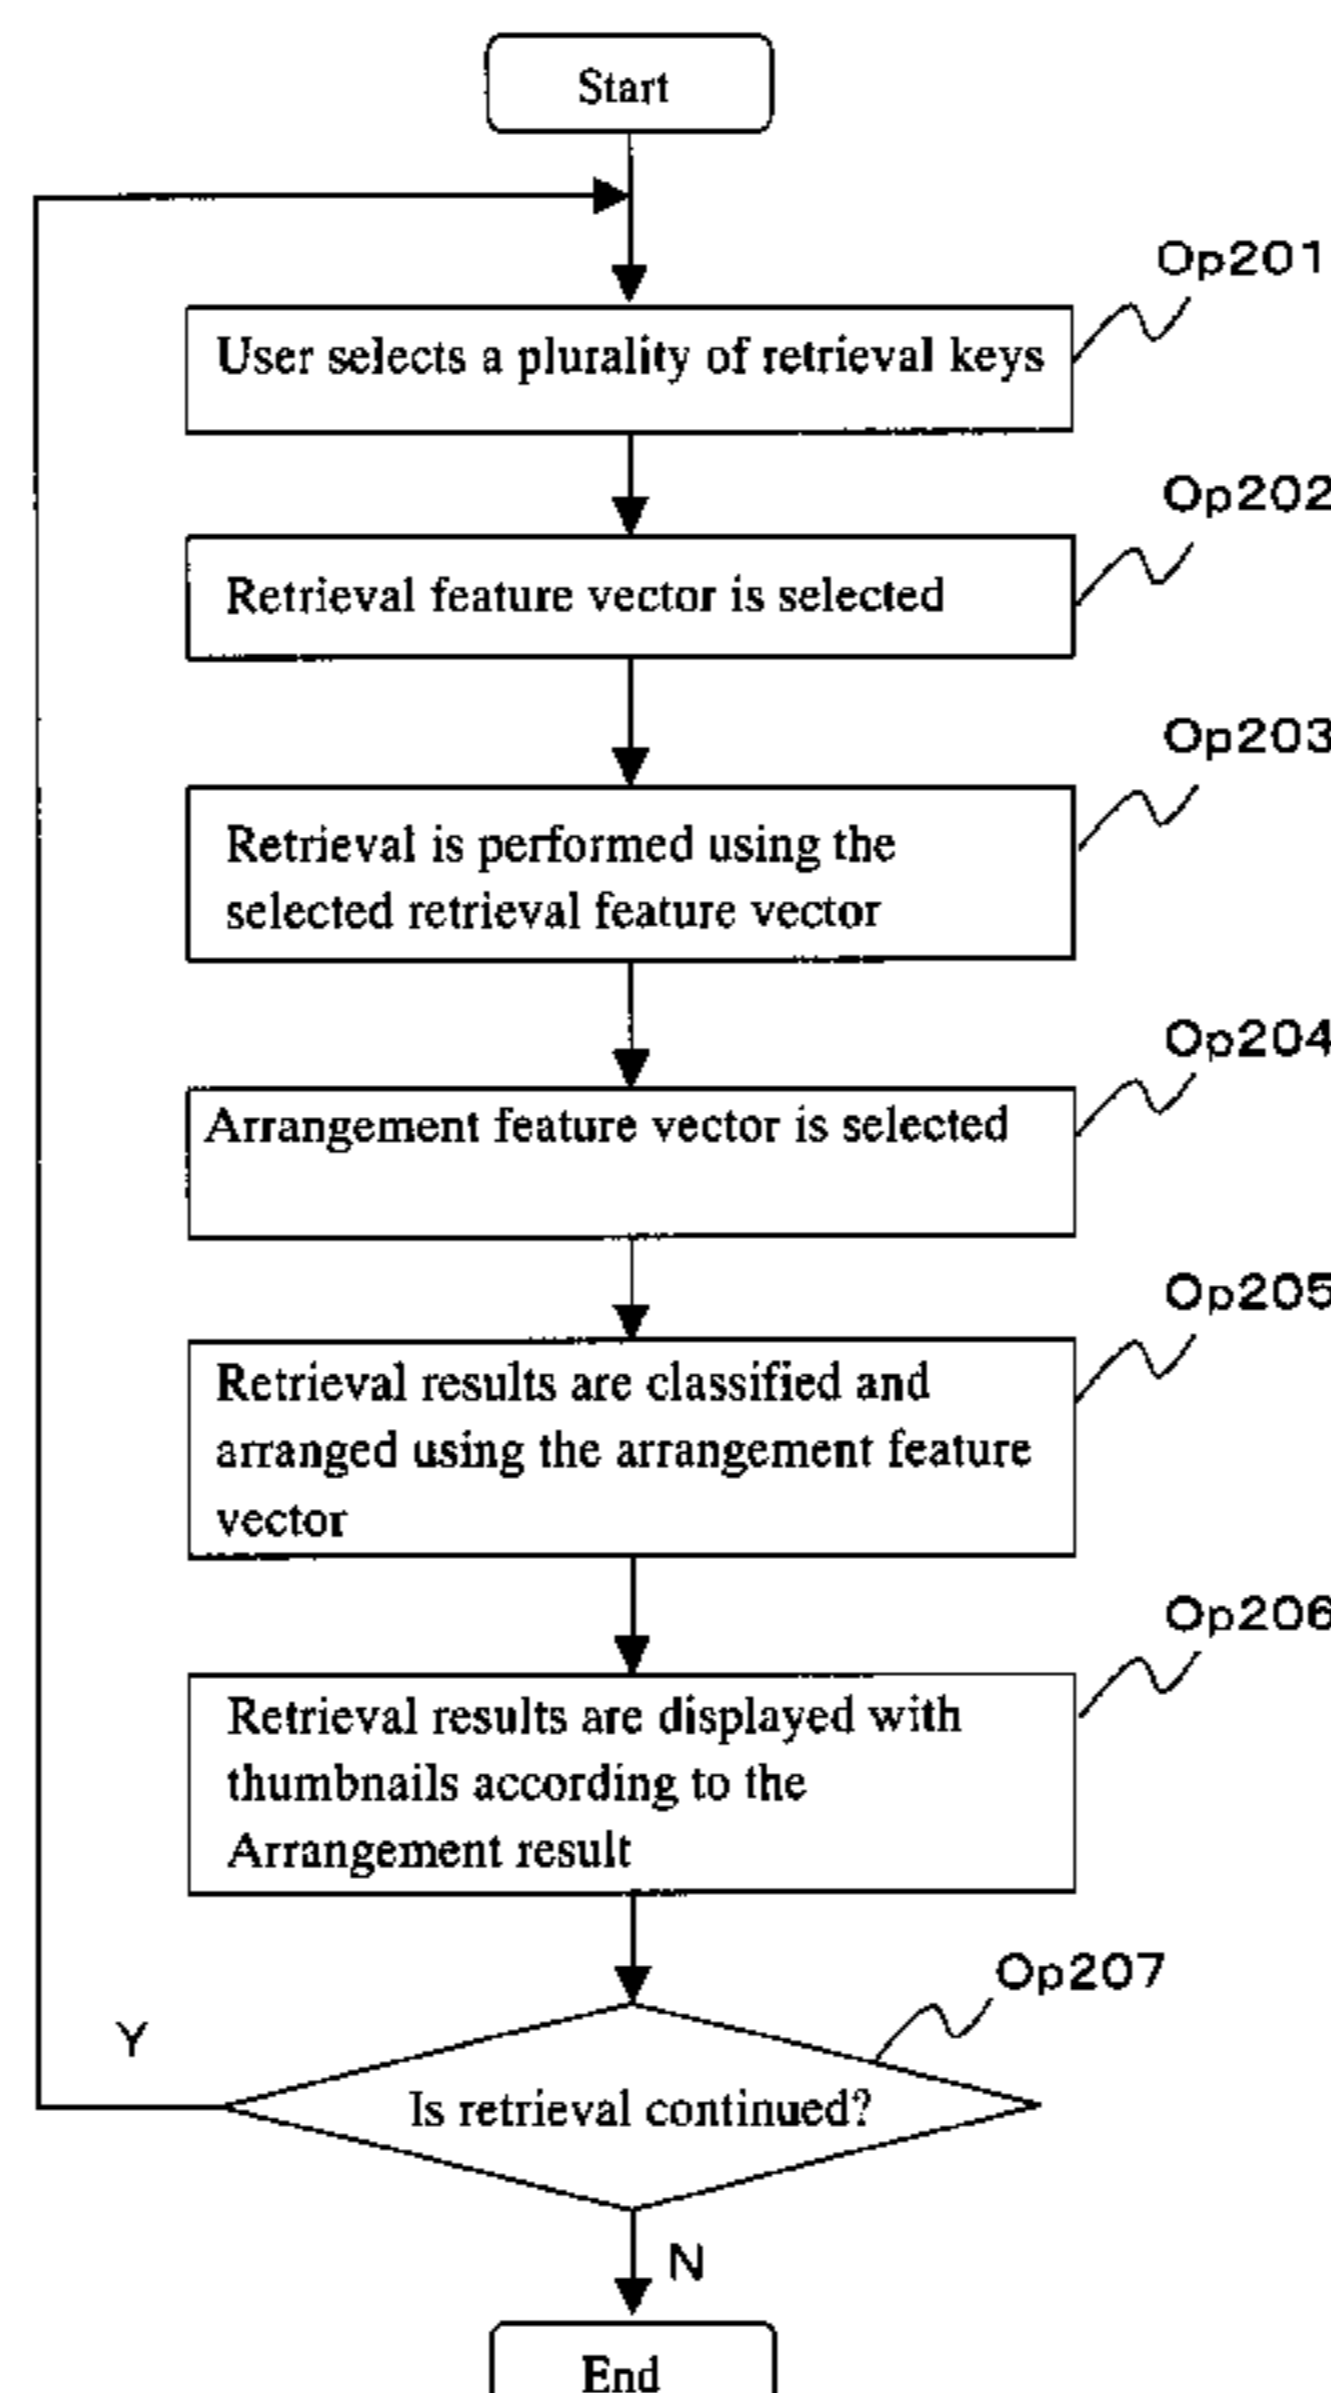 Start
Op201
User selects a plurality of retrieval keys
Op202
Retrieval feature vector is selected
Op203
Retrieval is performed using the
selected retrieval feature vector
Op204
Arrangement feature vector is selected
Op205
Retrieval results are classified and
arranged using the arrangement feature
vector
Op206
Retrieval results are displayed with
thumbnails according to the
Arrangement result
Op207
Y
Is retrieval continued?
N
End